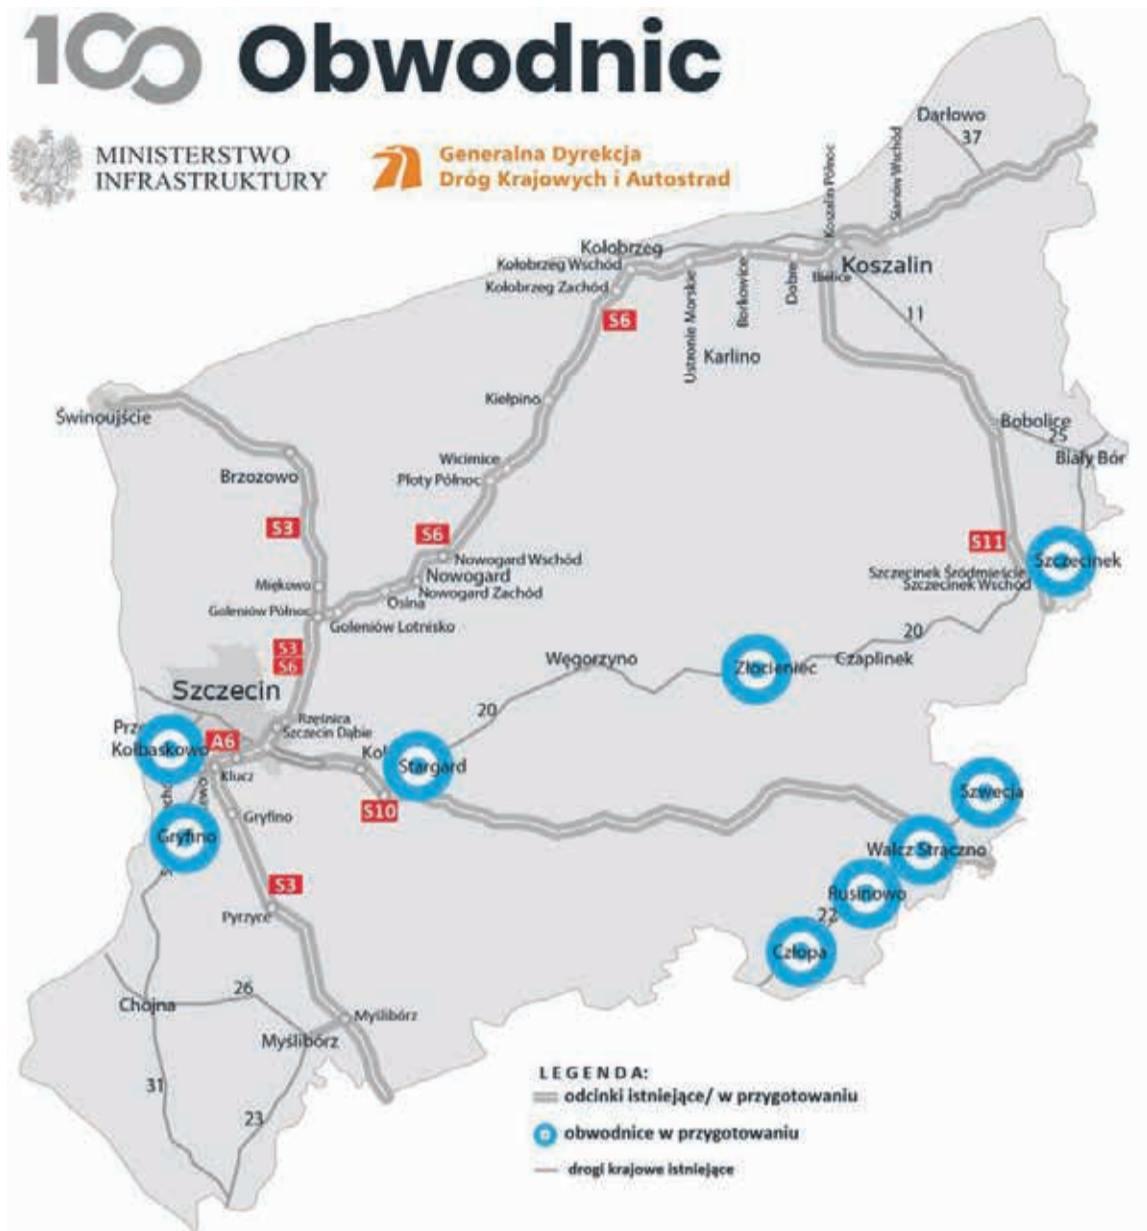 100 Obwodnic
MINISTERSTWO
INFRASTRUKTURY
Generalna Dyrekcja
Dróg Krajowych i Autostrad
Darłowo
37
Koszalin Północ
Sianów Wschód
Kołobrzeg
Kołobrzeg Wschód
Kołobrzeg Zachód
Koszalin
Bielice
Dobre
Borkowice
Ustronie Morskie
S6
Karlino
11
Świnoujście
Kiełpino
Bobolice
25
Biały Bór
Brzozowo
Wicimice
Płoty Północ
S3
S6
S11
Nowogard Wschód
Nowogard
Nowogard Zachód
Osina
Szczecinek
Szczecinek Śródmieście
Szczecinek Wschód
Miękowo
Goleniów Północ
Goleniów Lotnisko
S3
S6
20
Węgorzyno
Złocieniec
Czaplinek
Szczecin
20
Rzęśnica
Szczecin Dąbie
Kołbaskowo
A6
Klucz
Stargard
S10
Szwecja
Gryfino
Gryfino
Wałcz Strączno
S3
Rusinowo
22
Pyrzyce
Człopa
26
Chojna
Myślibórz
Myślibórz
31
23
LEGENDA:
odcinki istniejące/ w przygotowaniu
obwodnice w przygotowaniu
drogi krajowe istniejące